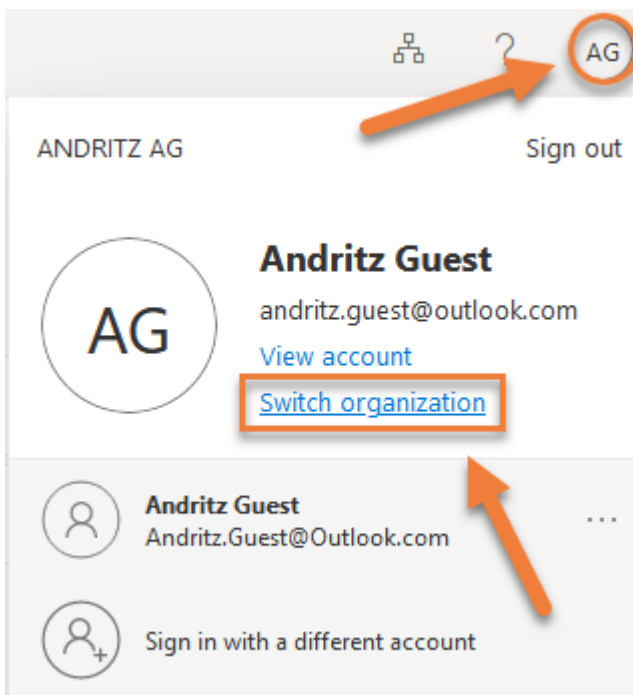 ?
AG
ANDRITZ AG
Sign out
AG
Andritz Guest
andritz.guest@outlook.com
View account
Switch organization
Andritz Guest
Andritz.Guest@Outlook.com
...
Sign in with a different account